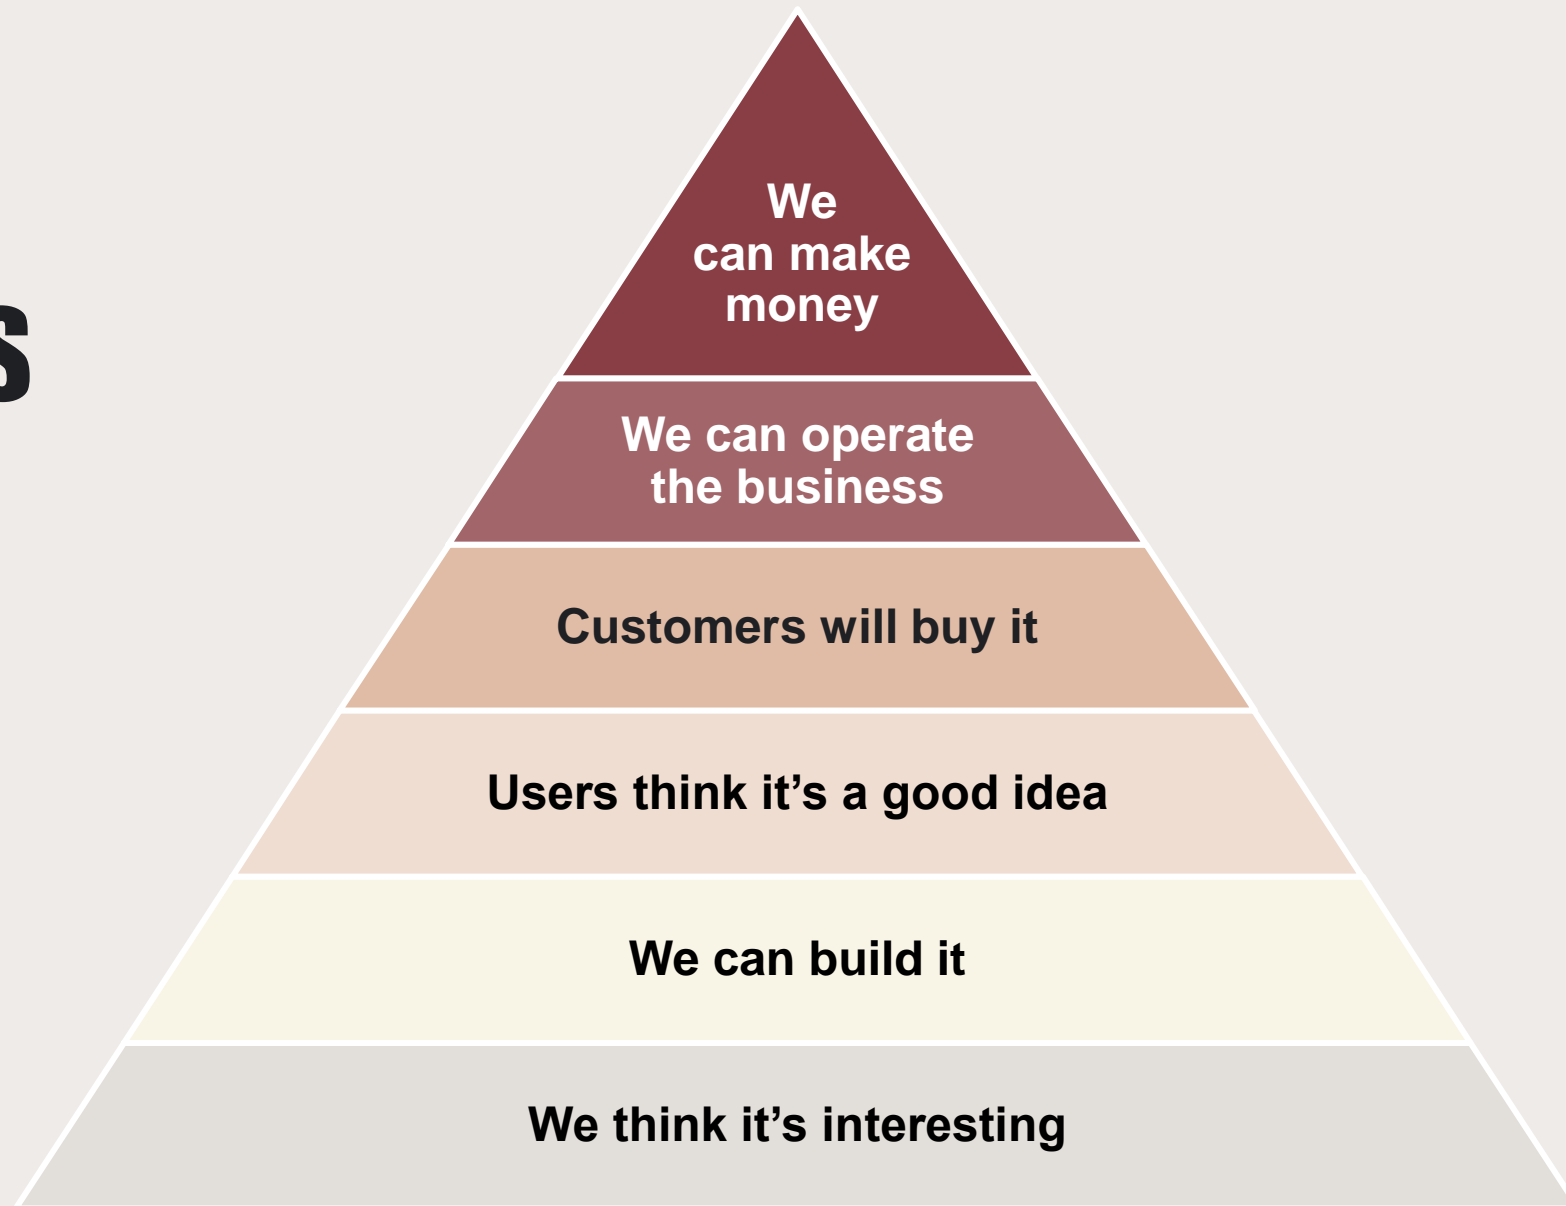 We
can make
money
We can operate
the business
Customers will buy it
Users think it’s a good idea
We can build it
We think it’s interesting